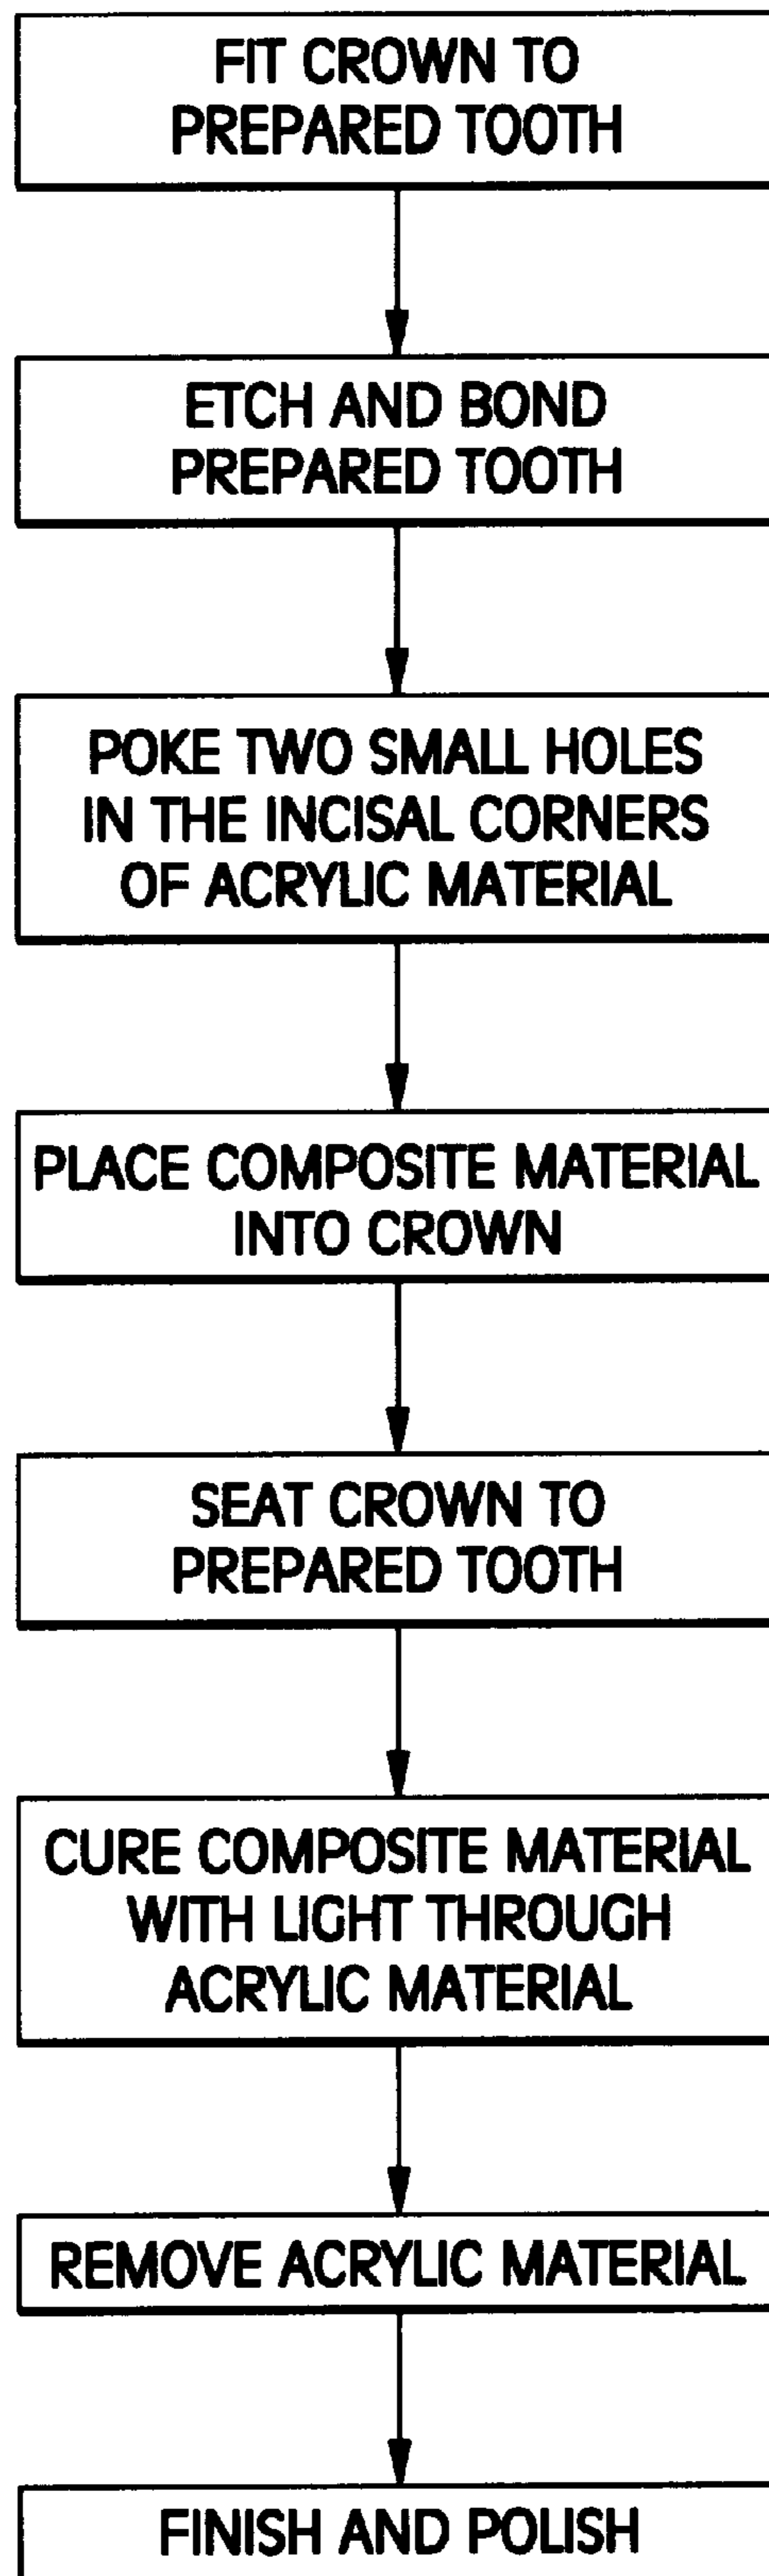 FIT CROWN TO
PREPARED TOOTH
ETCH AND BOND
PREPARED TOOTH
POKE TWO SMALL HOLES
IN THE INCISAL CORNERS
OF ACRYLIC MATERIAL
PLACE COMPOSITE MATERIAL
INTO CROWN
SEAT CROWN TO
PREPARED TOOTH
CURE COMPOSITE MATERIAL
WITH LIGHT THROUGH
ACRYLIC MATERIAL
REMOVE ACRYLIC MATERIAL
FINISH AND POLISH